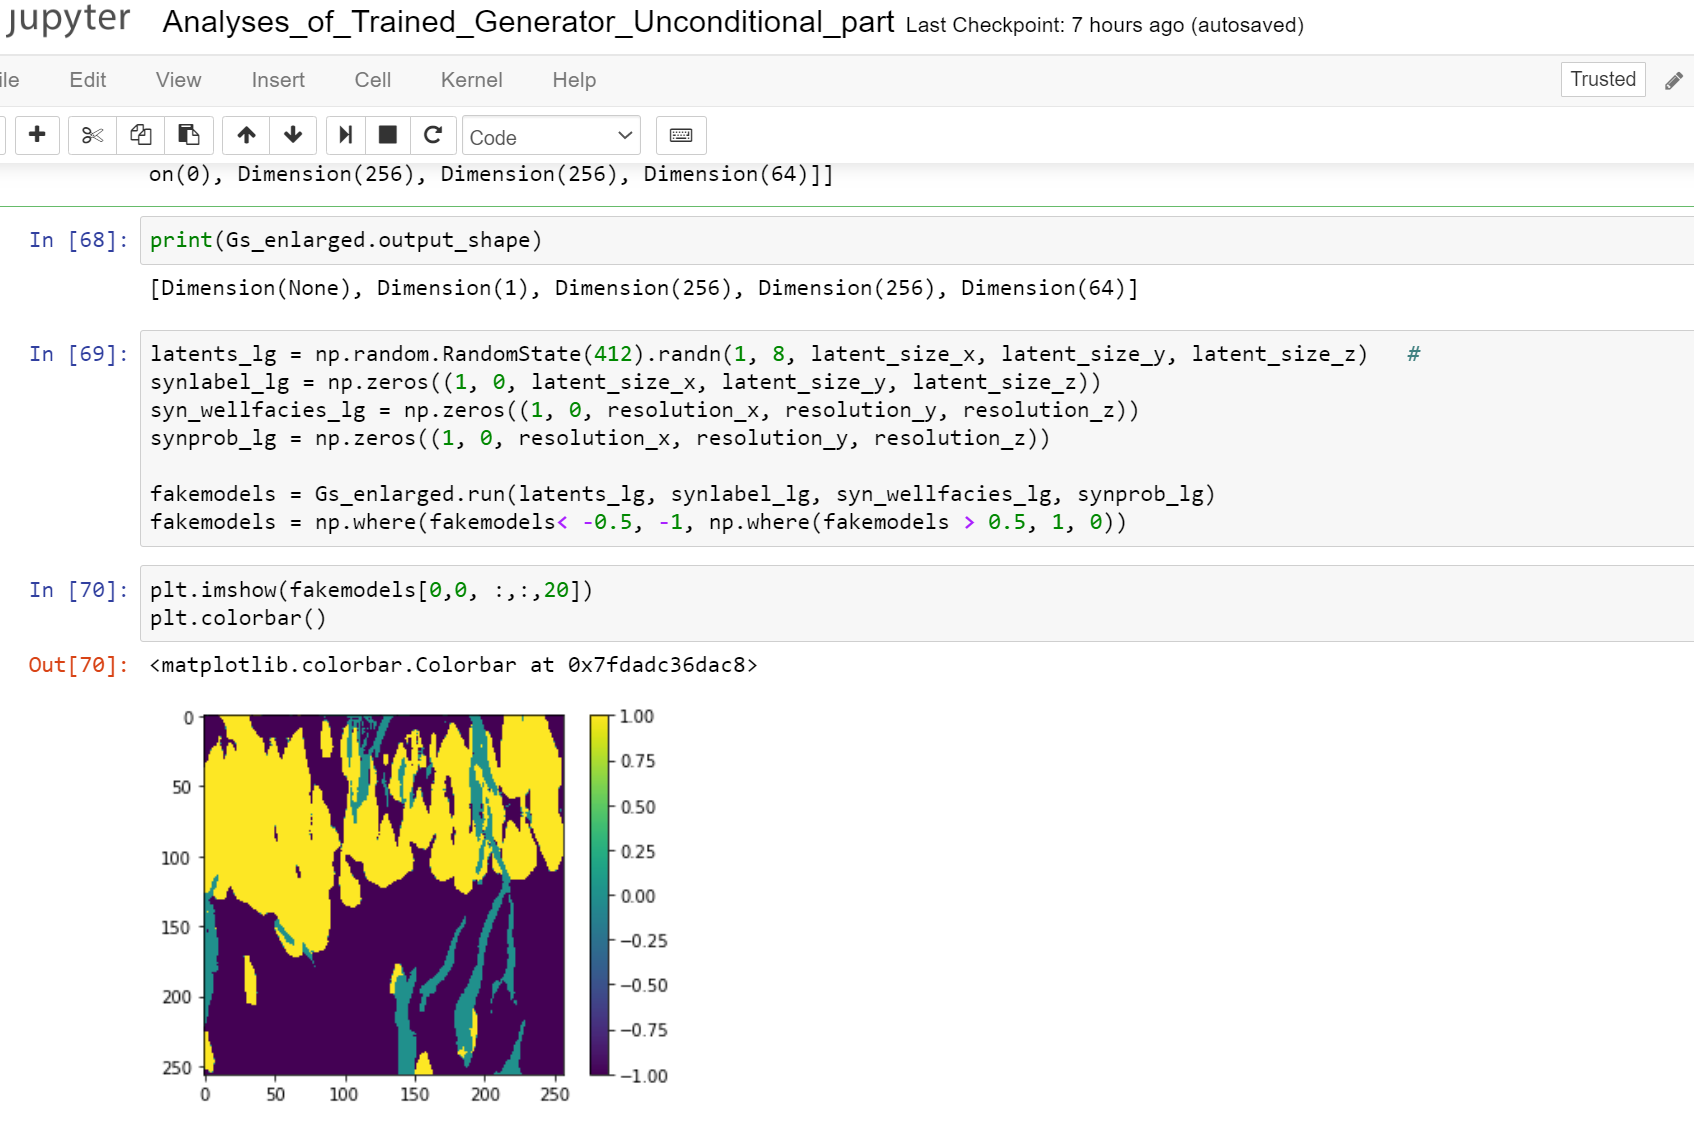 jupyter Analyses_of_Trained_Generator_Unconditional_part Last Checkpoint: 7 hours ago (autosaved)
ile Edit View Insert Cell Kernel Help Trusted
Code
on(0), Dimension(256), Dimension(256), Dimension(64)]]
In [68]: print(Gs_enlarged.output_shape)
[Dimension(None), Dimension(1), Dimension(256), Dimension(256), Dimension(64)]
In [69]: latents_lg = np.random.RandomState(412).randn(1, 8, latent_size_x, latent_size_y, latent_size_z)   #
synlabel_lg = np.zeros((1, 0, latent_size_x, latent_size_y, latent_size_z))
syn_wellfacies_lg = np.zeros((1, 0, resolution_x, resolution_y, resolution_z))
synprob_lg = np.zeros((1, 0, resolution_x, resolution_y, resolution_z))
fakemodels = Gs_enlarged.run(latents_lg, synlabel_lg, syn_wellfacies_lg, synprob_lg)
fakemodels = np.where(fakemodels< -0.5, -1, np.where(fakemodels > 0.5, 1, 0))
In [70]: plt.imshow(fakemodels[0,0, :,:,20])
plt.colorbar()
Out[70]: <matplotlib.colorbar.Colorbar at 0x7fdadc36dac8>
0
50
100
150
200
250
0 50 100 150 200 250
1.00
0.75
0.50
0.25
0.00
−0.25
−0.50
−0.75
−1.00